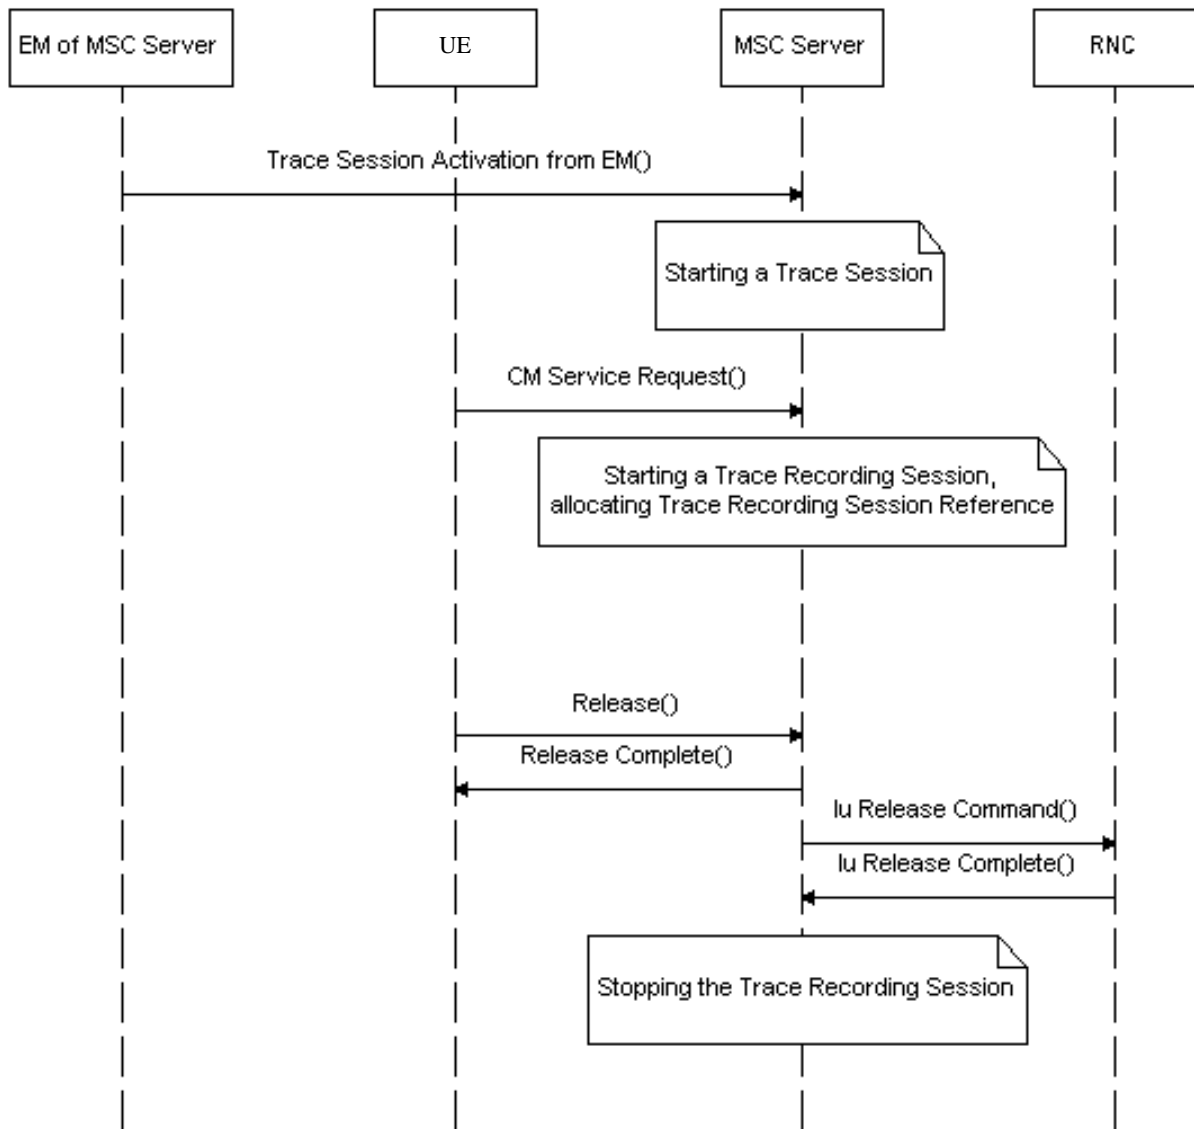 EM of MSC Server
UE
MSC Server
RNC
Trace Session Activation from EM()
Starting a Trace Session
CM Service Request()
Starting a Trace Recording Session,
allocating Trace Recording Session Reference
Release()
Release Complete()
Iu Release Command()
Iu Release Complete()
Stopping the Trace Recording Session